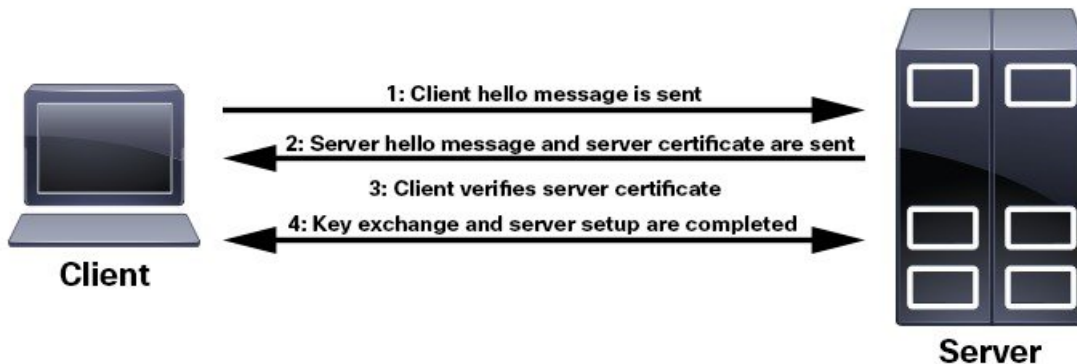 1: Client hello message is sent
2: Server hello message and server certificate are sent
3: Client verifies server certificate
4: Key exchange and server setup are completed
Client
Server